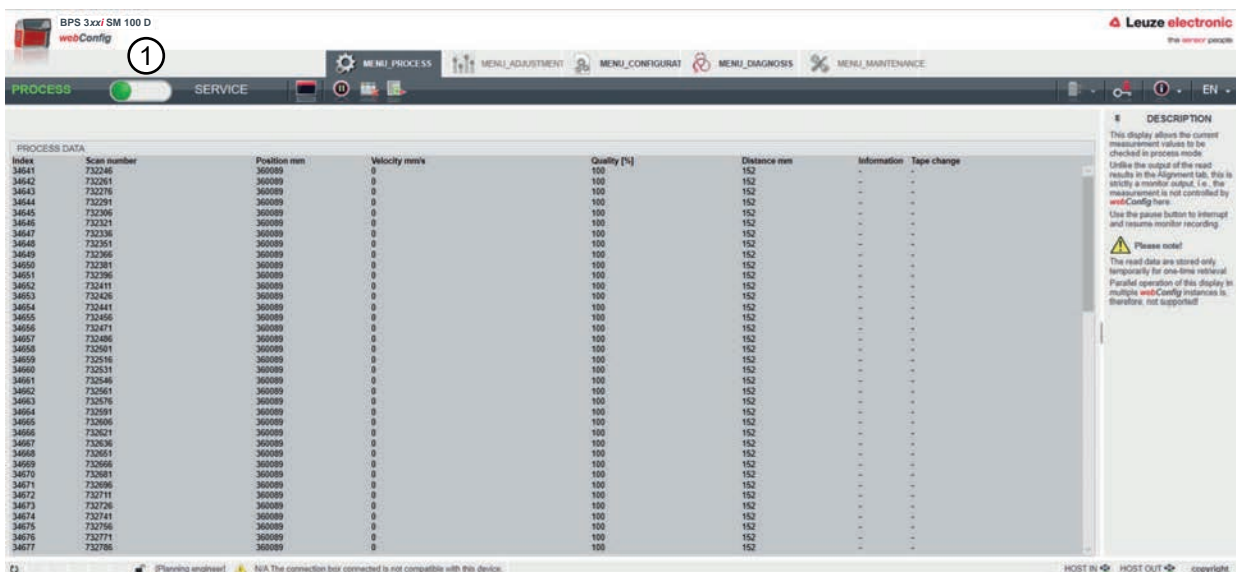 BPS 3xxi SM 100 D
webConfig
1
Leuze electronic
the sensor people
MENU_PROCESS
MENU_ADJUSTMENT
MENU_CONFIGURAT
MENU_DIAGNOSIS
MENU_MAINTENANCE
PROCESS
SERVICE
EN
PROCESS DATA
Index Scan number Position mm Velocity mm/s Quality [%] Distance mm Information Tape change
34641 732246 360089 0 100 152 - -
34642 732261 360089 0 100 152 - -
34643 732276 360089 0 100 152 - -
34644 732291 360089 0 100 152 - -
34645 732306 360089 0 100 152 - -
34646 732321 360089 0 100 152 - -
34647 732336 360089 0 100 152 - -
34648 732351 360089 0 100 152 - -
34649 732366 360089 0 100 152 - -
34650 732381 360089 0 100 152 - -
34651 732396 360089 0 100 152 - -
34652 732411 360089 0 100 152 - -
34653 732426 360089 0 100 152 - -
34654 732441 360089 0 100 152 - -
34655 732456 360089 0 100 152 - -
34656 732471 360089 0 100 152 - -
34657 732486 360089 0 100 152 - -
34658 732501 360089 0 100 152 - -
34659 732516 360089 0 100 152 - -
34660 732531 360089 0 100 152 - -
34661 732546 360089 0 100 152 - -
34662 732561 360089 0 100 152 - -
34663 732576 360089 0 100 152 - -
34664 732591 360089 0 100 152 - -
34665 732606 360089 0 100 152 - -
34666 732621 360089 0 100 152 - -
34667 732636 360089 0 100 152 - -
34668 732651 360089 0 100 152 - -
34669 732666 360089 0 100 152 - -
34670 732681 360089 0 100 152 - -
34671 732696 360089 0 100 152 - -
34672 732711 360089 0 100 152 - -
34673 732726 360089 0 100 152 - -
34674 732741 360089 0 100 152 - -
34675 732756 360089 0 100 152 - -
34676 732771 360089 0 100 152 - -
34677 732786 360089 0 100 152 - -
DESCRIPTION
This display allows the current
measurement values to be
checked in process mode.
Unlike the output of the read
results in the Alignment tab, this is
strictly a monitor output, i.e., the
measurement is not controlled by
webConfig here.
Use the pause button to interrupt
and resume monitor recording.
Please note!
The read data are stored only
temporarily for one-time retrieval
Parallel operation of this display in
multiple webConfig instances is,
therefore, not supported!
[Planning engineer] N/A The connection box connected is not compatible with this device.
HOST IN HOST OUT copyright